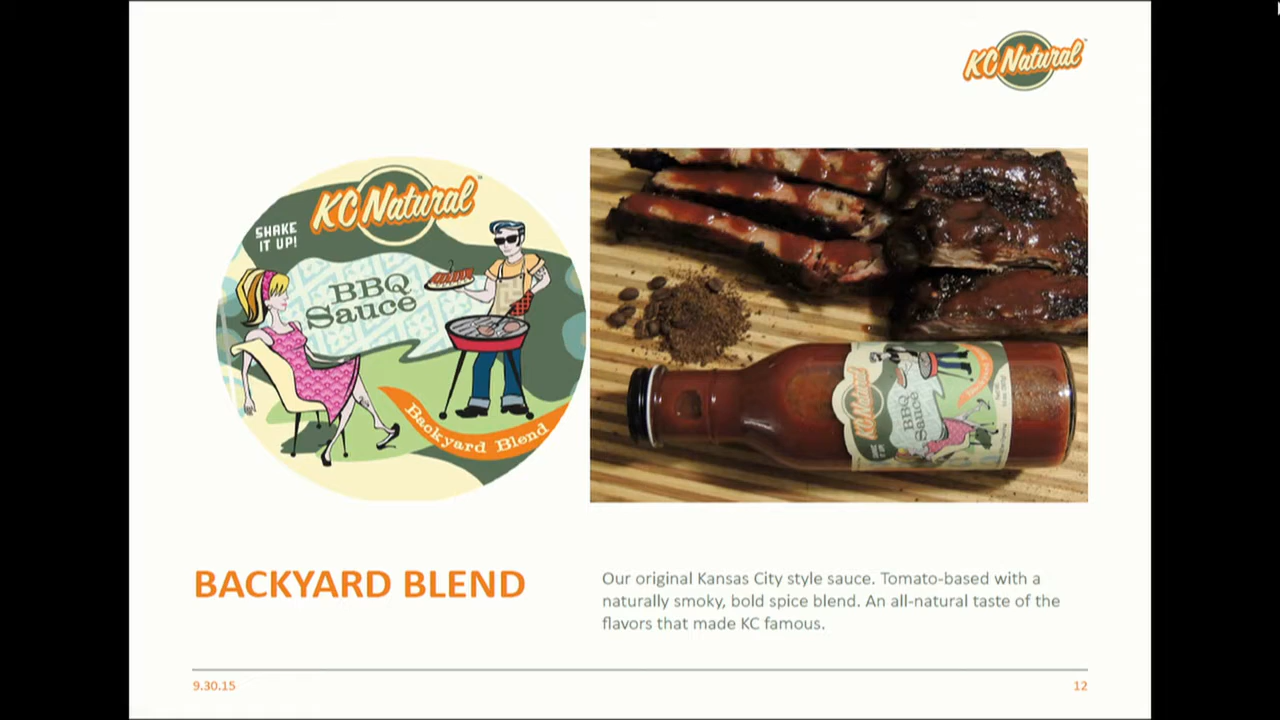 KC Natural™
KC Natural™
SHAKE
IT UP!
BBQ
Sauce
Backyard Blend
KC Natural
BBQ
Sauce
BACKYARD BLEND
Our original Kansas City style sauce. Tomato-based with a
naturally smoky, bold spice blend. An all-natural taste of the
flavors that made KC famous.
9.30.15
12